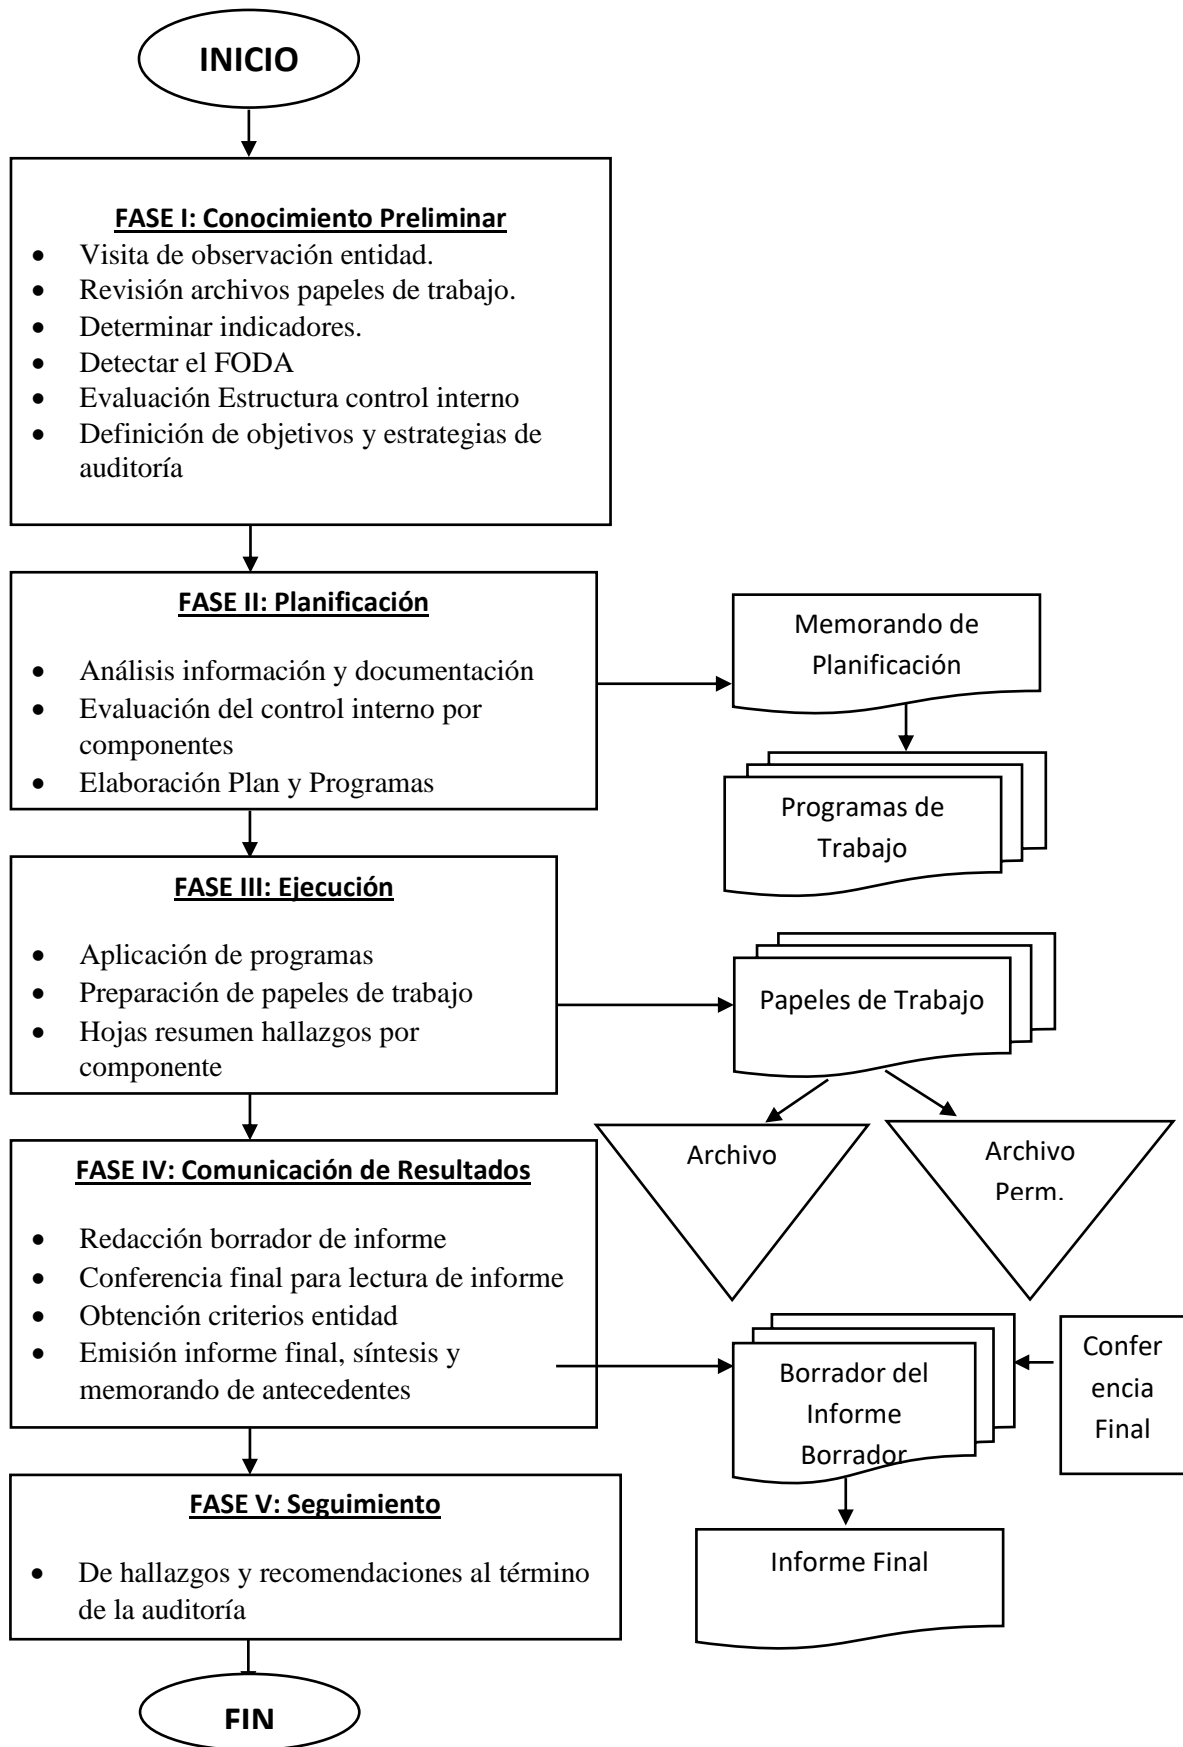 INICIO
FASE I: Conocimiento Preliminar
• Visita de observación entidad.
• Revisión archivos papeles de trabajo.
• Determinar indicadores.
• Detectar el FODA
• Evaluación Estructura control interno
• Definición de objetivos y estrategias de
auditoría
FASE II: Planificación
• Análisis información y documentación
• Evaluación del control interno por
componentes
• Elaboración Plan y Programas
Memorando de
Planificación
Programas de
Trabajo
FASE III: Ejecución
• Aplicación de programas
• Preparación de papeles de trabajo
• Hojas resumen hallazgos por
componente
Papeles de Trabajo
Archivo
Archivo
Perm.
FASE IV: Comunicación de Resultados
• Redacción borrador de informe
• Conferencia final para lectura de informe
• Obtención criterios entidad
• Emisión informe final, síntesis y
memorando de antecedentes
Borrador del
Informe
Borrador
Confer
encia
Final
FASE V: Seguimiento
• De hallazgos y recomendaciones al término
de la auditoría
Informe Final
FIN